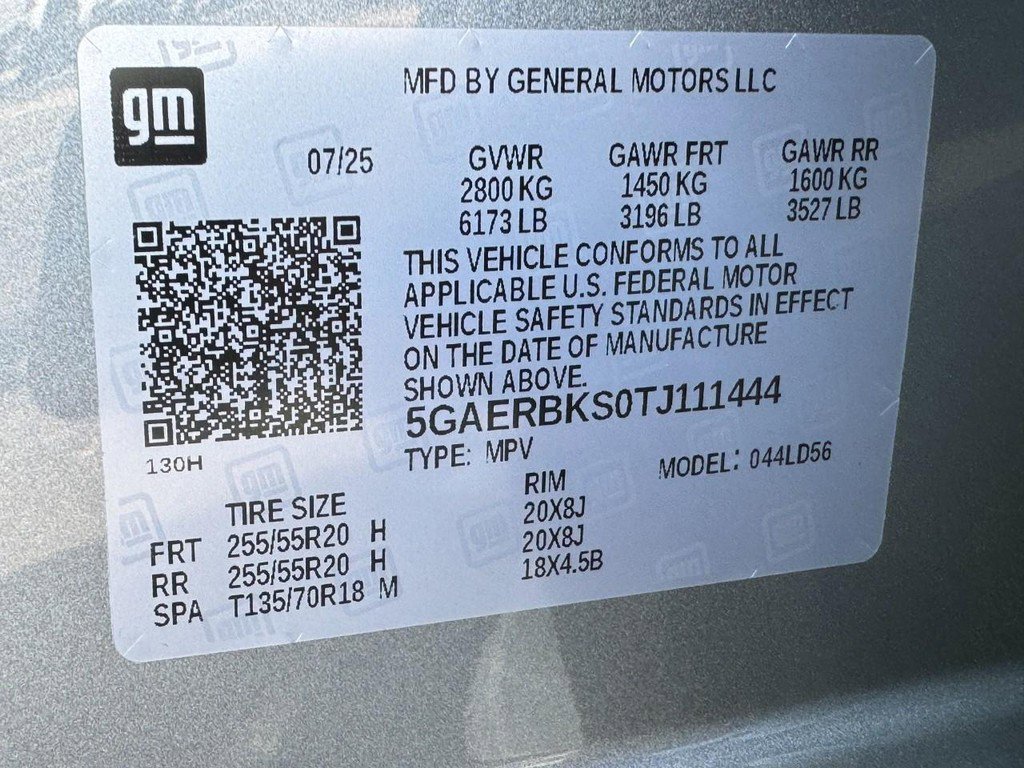 gm
MFD BY GENERAL MOTORS LLC
07/25 GVWR GAWR FRT GAWR RR
2800 KG 1450 KG 1600 KG
6173 LB 3196 LB 3527 LB
THIS VEHICLE CONFORMS TO ALL
APPLICABLE U.S. FEDERAL MOTOR
VEHICLE SAFETY STANDARDS IN EFFECT
ON THE DATE OF MANUFACTURE
SHOWN ABOVE.
5GAERBKS0TJ111444
130H
TYPE: MPV MODEL: 044LD56
TIRE SIZE RIM
FRT 255/55R20 H 20X8J
RR 255/55R20 H 20X8J
SPA T135/70R18 M 18X4.5B